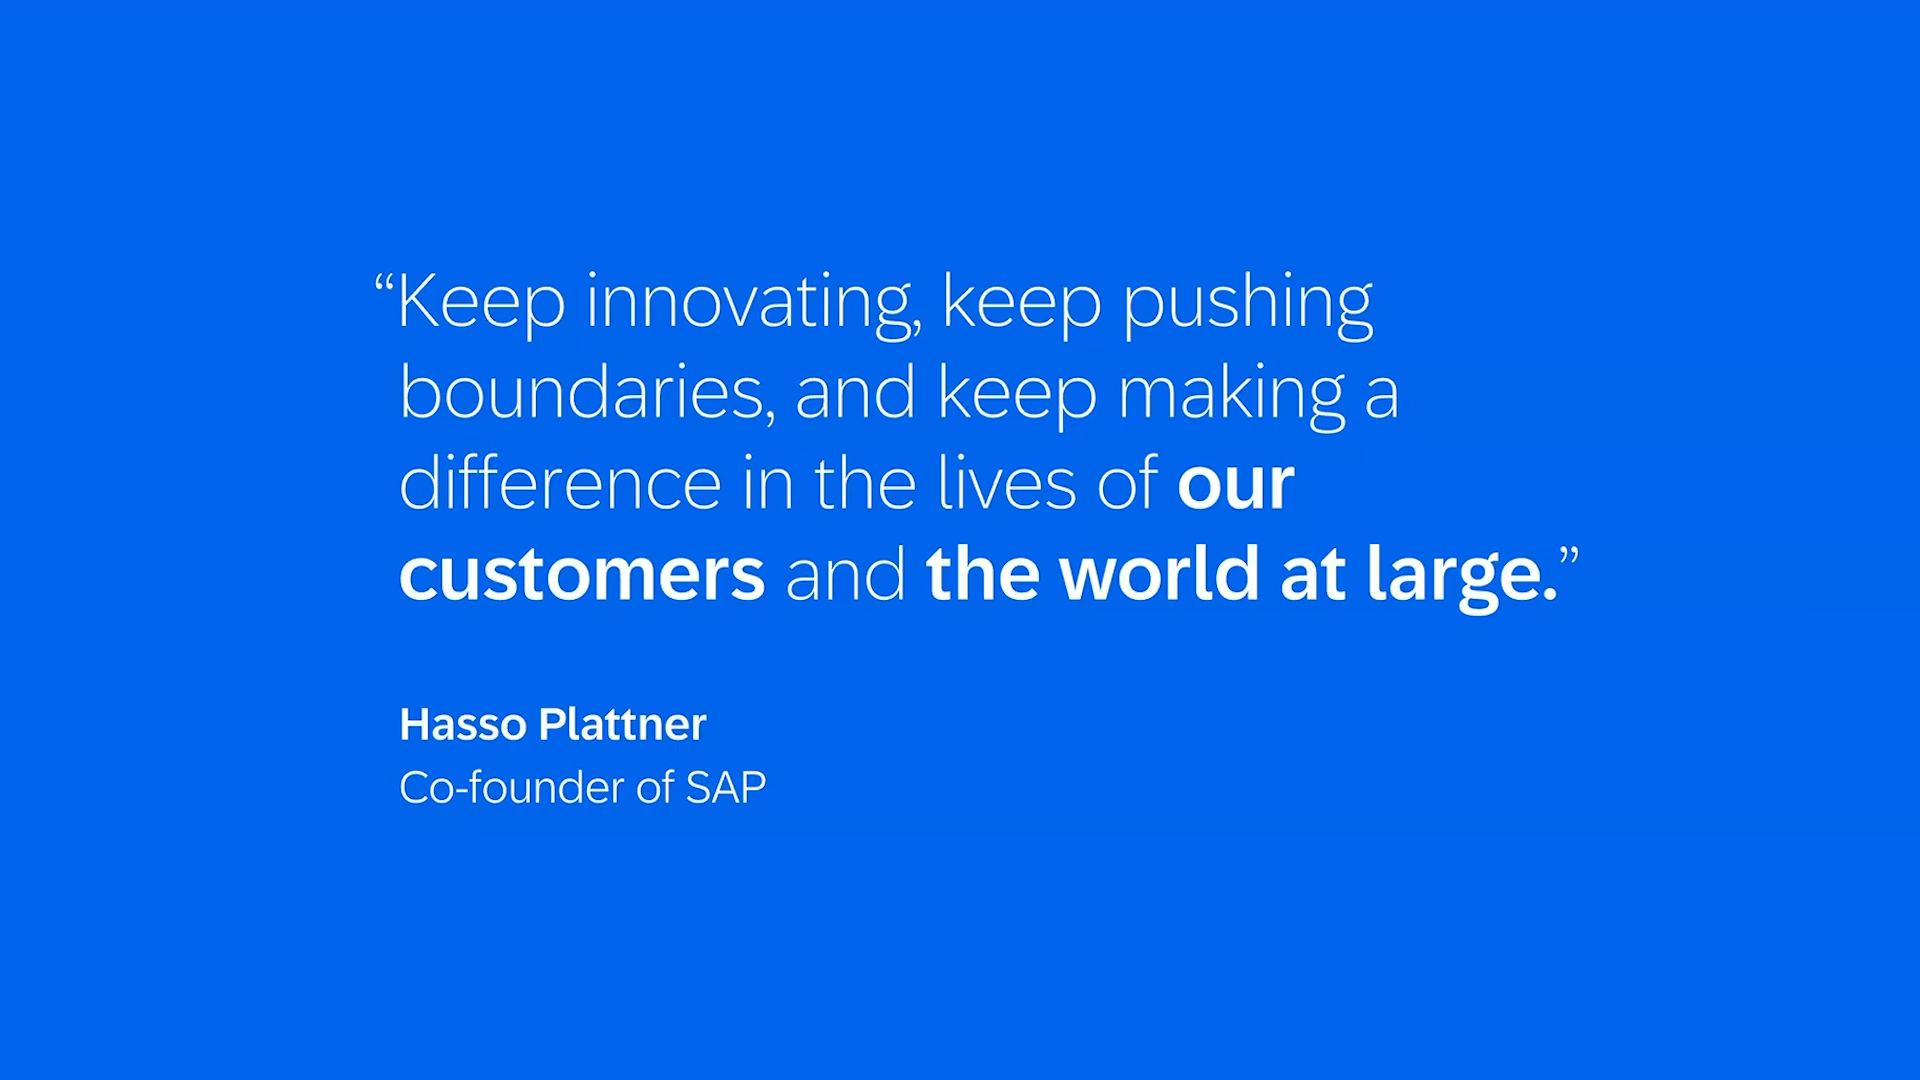 “Keep innovating, keep pushing
boundaries, and keep making a
difference in the lives of our
customers and the world at large.”
Hasso Plattner
Co-founder of SAP